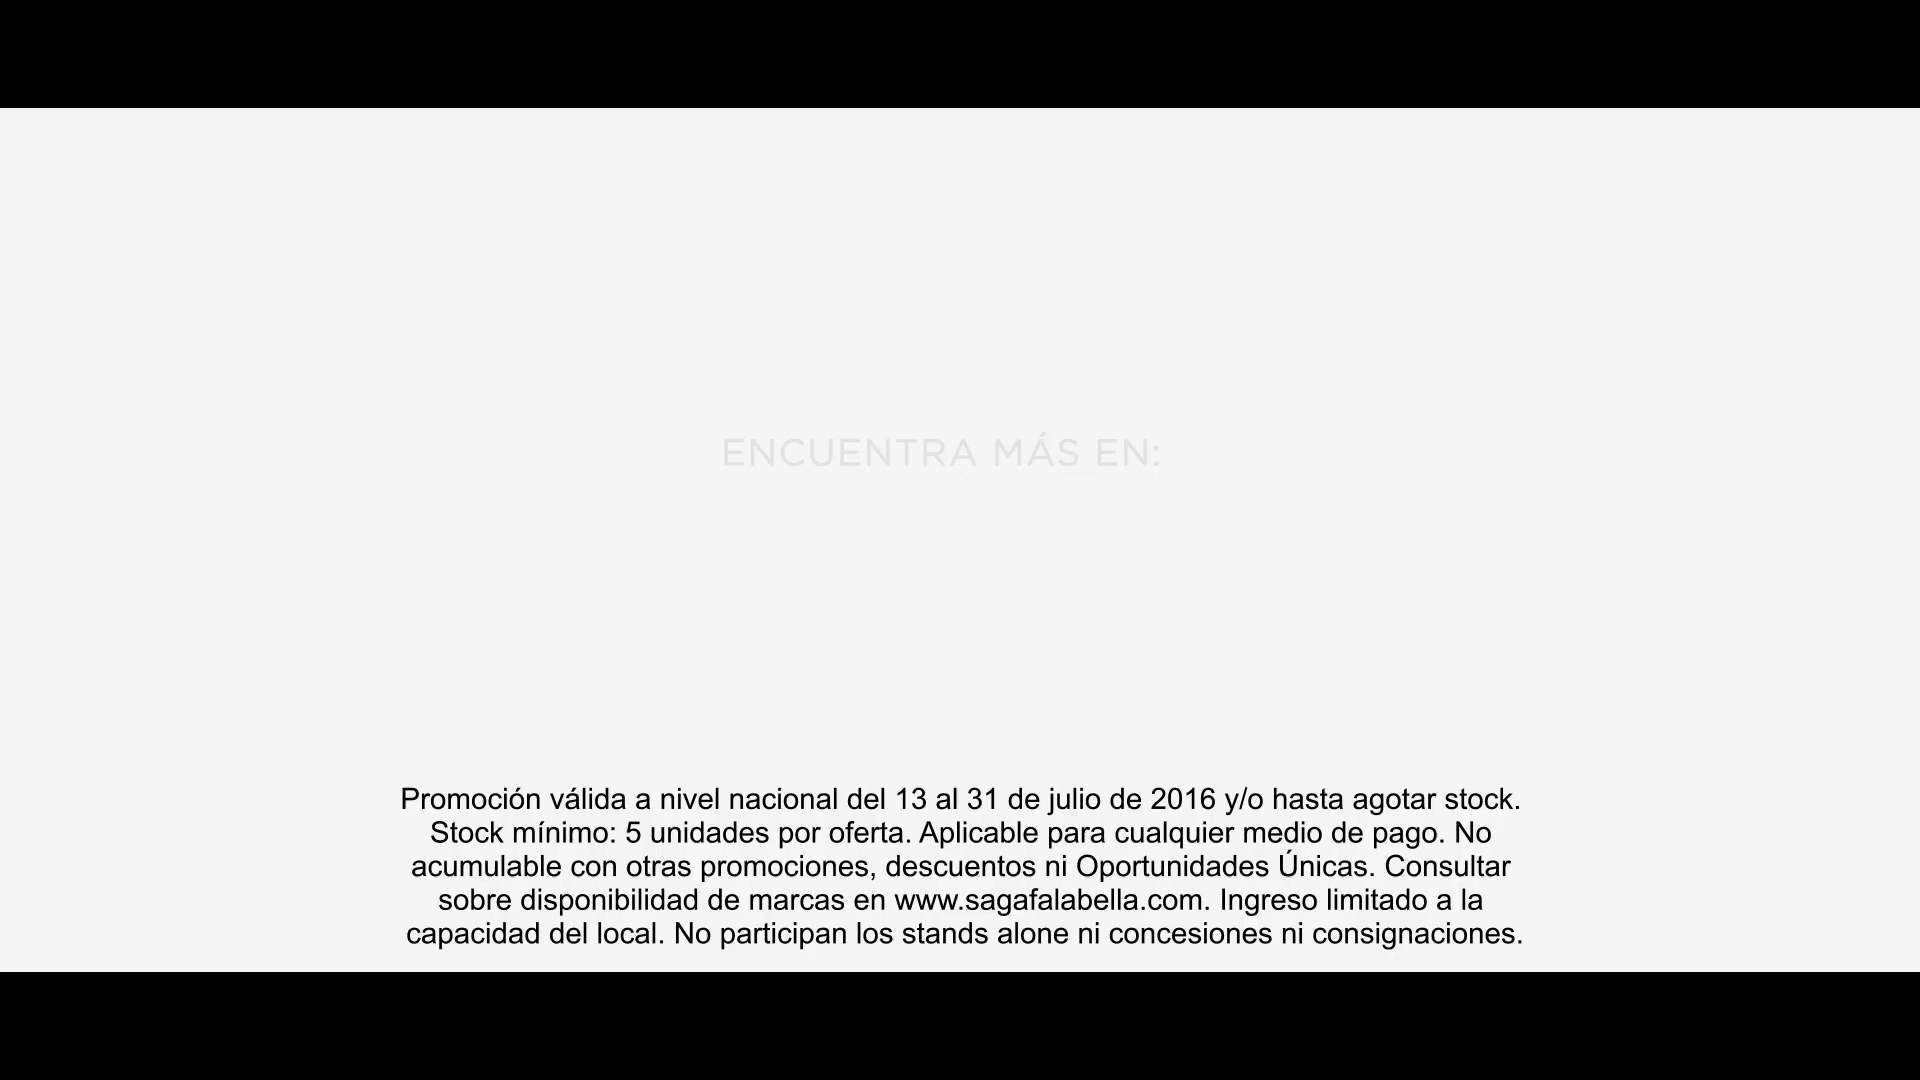 ENCUENTRA MÁS EN:
Promoción válida a nivel nacional del 13 al 31 de julio de 2016 y/o hasta agotar stock.
Stock mínimo: 5 unidades por oferta. Aplicable para cualquier medio de pago. No
acumulable con otras promociones, descuentos ni Oportunidades Únicas. Consultar
sobre disponibilidad de marcas en www.sagafalabella.com. Ingreso limitado a la
capacidad del local. No participan los stands alone ni concesiones ni consignaciones.